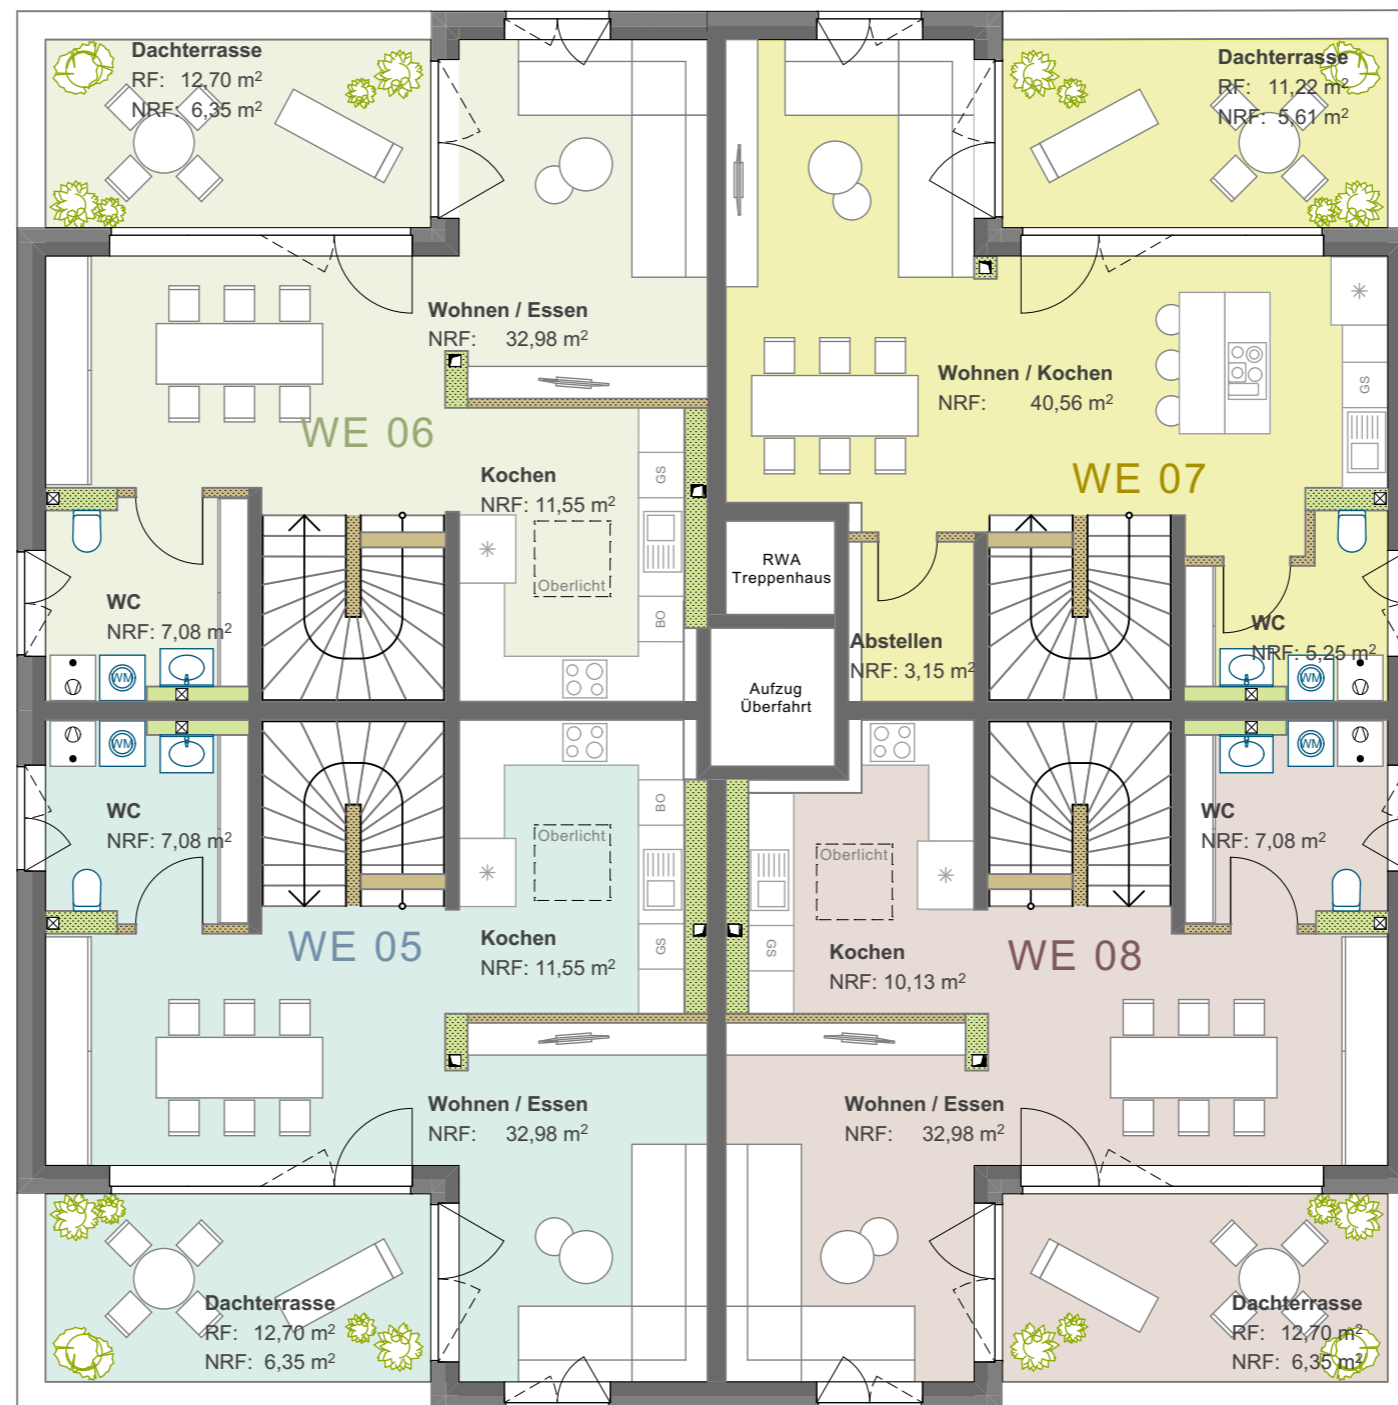 Dachterrasse
RF: 12,70 m²
NRF: 6,35 m²
Dachterrasse
RF: 11,22 m²
NRF: 5,61 m²
Wohnen / Essen
NRF: 32,98 m²
Wohnen / Kochen
NRF: 40,56 m²
GS
WE 06
Kochen
NRF: 11,55 m²
GS
WE 07
Oberlicht
BO
RWA
Treppenhaus
WC
NRF: 7,08 m²
WM
Abstellen
NRF: 3,15 m²
WC
NRF: 5,25 m²
WM
Aufzug
Überfahrt
WM
WM
WC
NRF: 7,08 m²
Oberlicht
BO
Oberlicht
WC
NRF: 7,08 m²
WE 05
Kochen
NRF: 11,55 m²
GS
GS
Kochen
NRF: 10,13 m²
WE 08
Wohnen / Essen
NRF: 32,98 m²
Wohnen / Essen
NRF: 32,98 m²
Dachterrasse
RF: 12,70 m²
NRF: 6,35 m²
Dachterrasse
RF: 12,70 m²
NRF: 6,35 m²